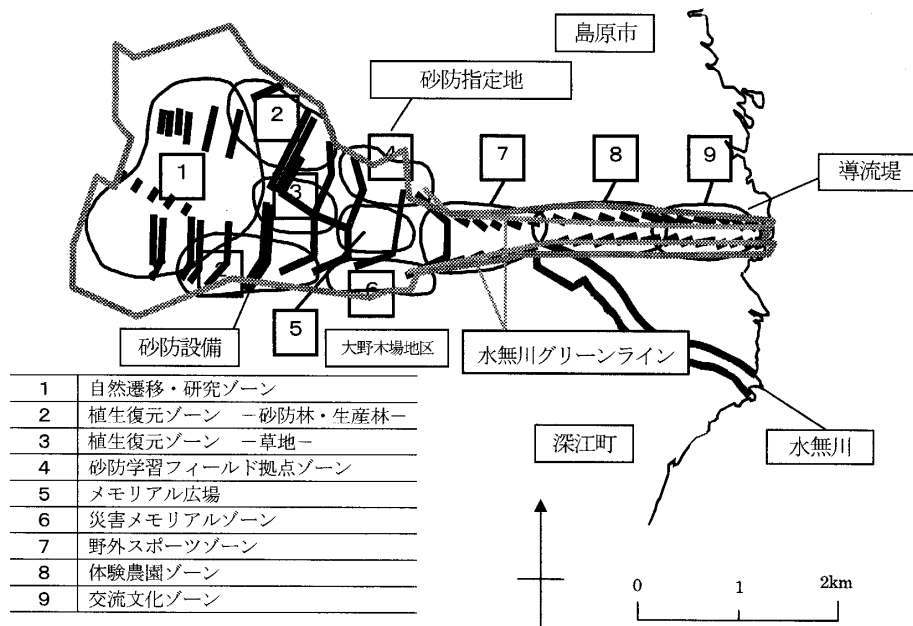 島原市
砂防指定地
2
4
7
8
9
1
導流堤
3
6
5
砂防設備
大野木場地区
水無川グリーンライン
深江町
水無川
1 自然遷移・研究ゾーン
2 植生復元ゾーン －砂防林・生産林－
3 植生復元ゾーン －草地－
4 砂防学習フィールド拠点ゾーン
5 メモリアル広場
6 災害メモリアルゾーン
7 野外スポーツゾーン
8 体験農園ゾーン
9 交流文化ゾーン
0 1 2km